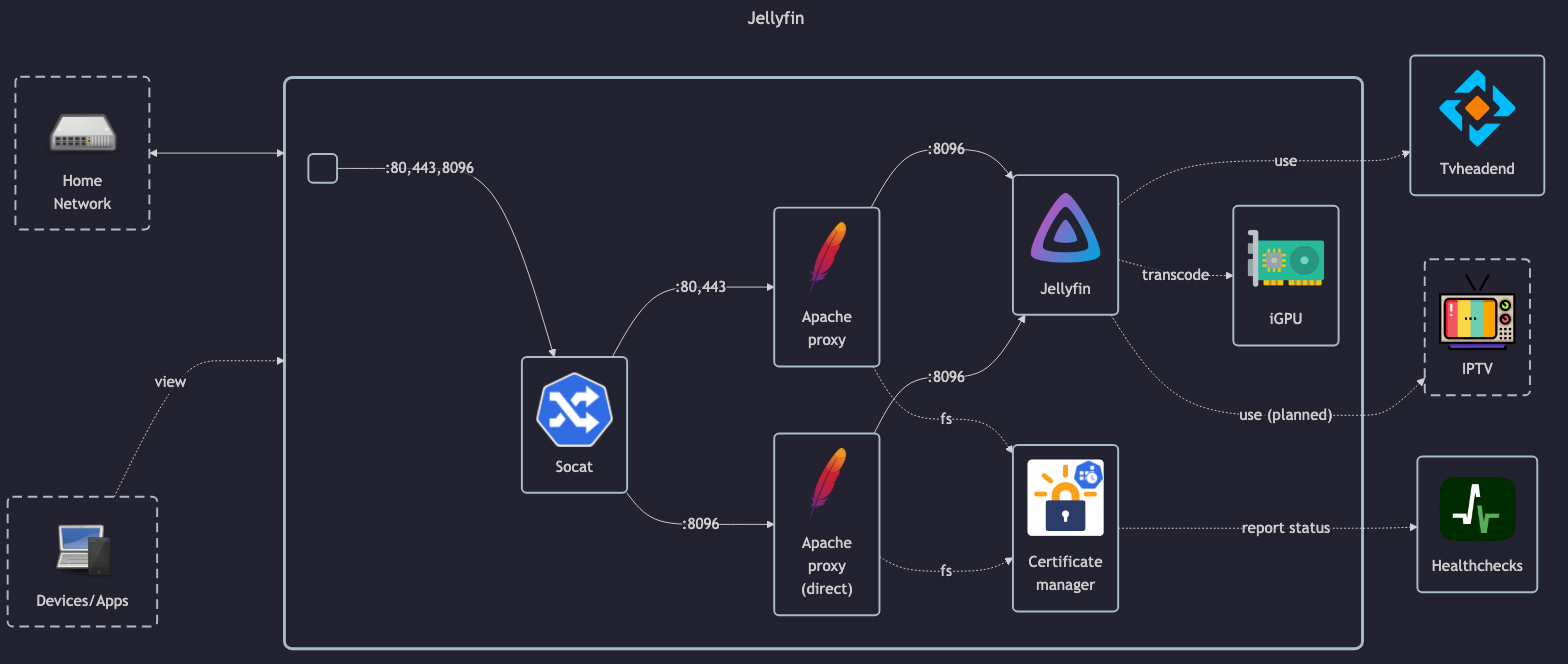 Jellyfin
Home
Network
:80,443,8096
view
Devices/Apps
Socat
:80,443
:8096
Apache
proxy
Apache
proxy
(direct)
:8096
:8096
fs
fs
Jellyfin
Certificate
manager
use
transcode
iGPU
use (planned)
report status
Tvheadend
IPTV
Healthchecks